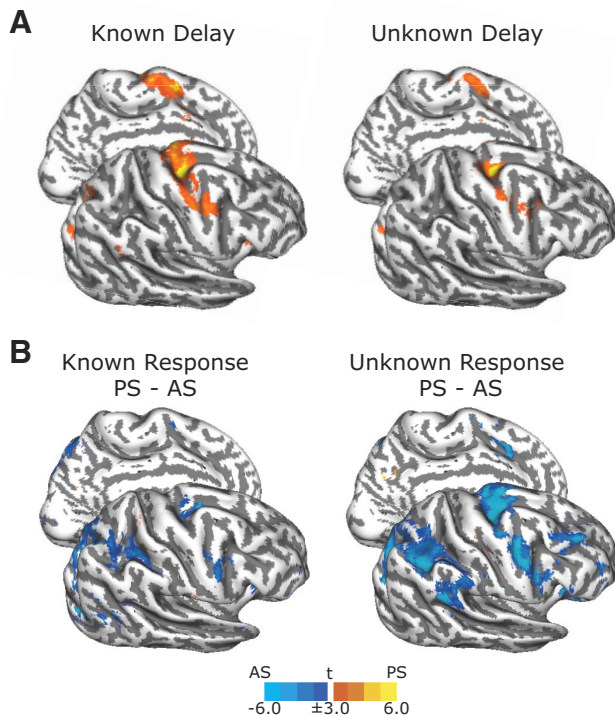 A
Known Delay
Unknown Delay
B
Known Response
PS - AS
Unknown Response
PS - AS
AS t PS
-6.0 ±3.0 6.0